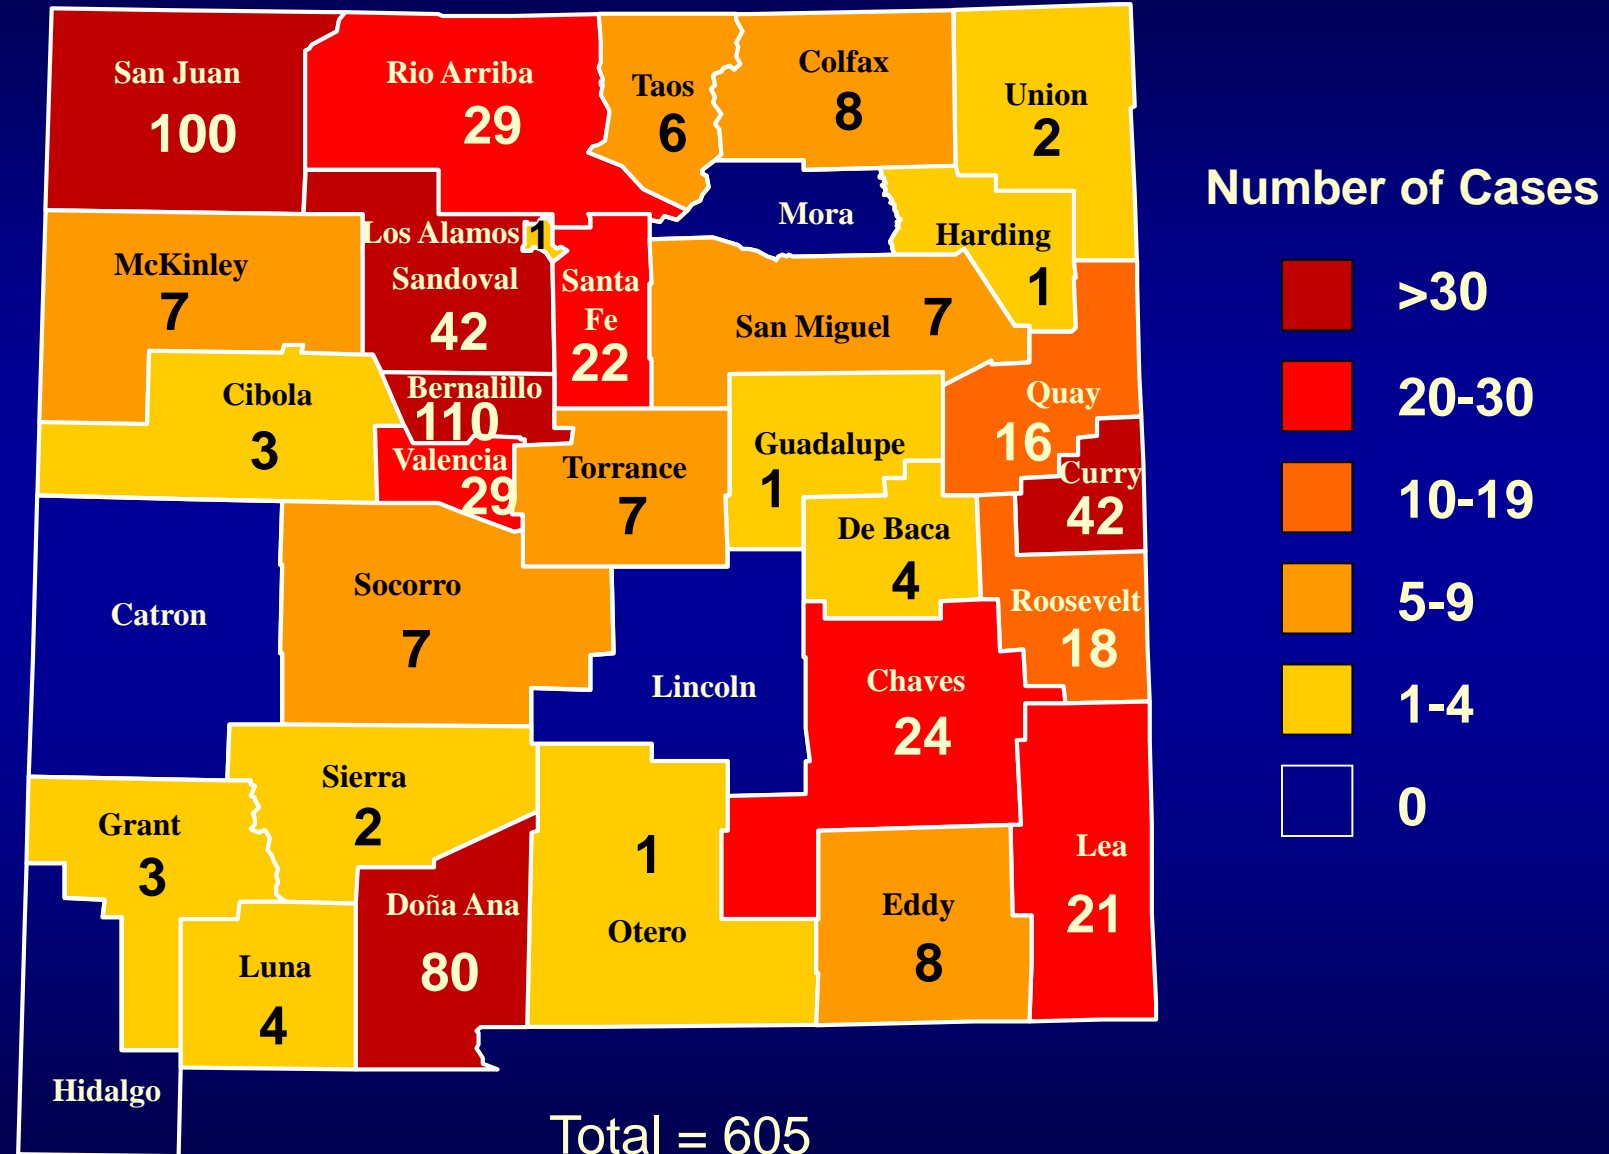 San Juan
100
Rio Arriba
29
Taos
6
Colfax
8
Union
2
Mora
Harding
1
Los Alamos 1
McKinley
7
Sandoval
42
Santa
Fe
22
San Miguel 7
Bernalillo
110
Cibola
3
Valencia
29
Torrance
7
Guadalupe
1
Quay
16
Curry
42
De Baca
4
Roosevelt
18
Catron
Socorro
7
Lincoln
Chaves
24
Sierra
2
Grant
3
Doña Ana
80
1
Otero
Eddy
8
Lea
21
Luna
4
Hidalgo
Total = 605
Number of Cases
>30
20-30
10-19
5-9
1-4
0